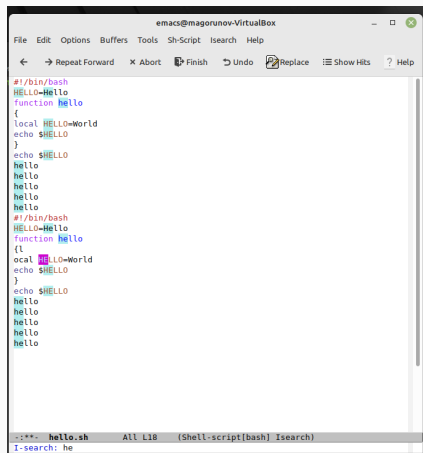 emacs@magorunov-VirtualBox
File Edit Options Buffers Tools Sh-Script Isearch Help
Repeat Forward Abort Finish Undo Replace Show Hits Help
#!/bin/bash
HELLO=Hello
function hello
{
local HELLO=World
echo $HELLO
}
echo $HELLO
hello
hello
hello
hello
hello
#!/bin/bash
HELLO=Hello
function hello
{l
ocal HELLO=World
echo $HELLO
}
echo $HELLO
hello
hello
hello
hello
hello
-:**- hello.sh All L18 (Shell-script[bash] Isearch)
I-search: he